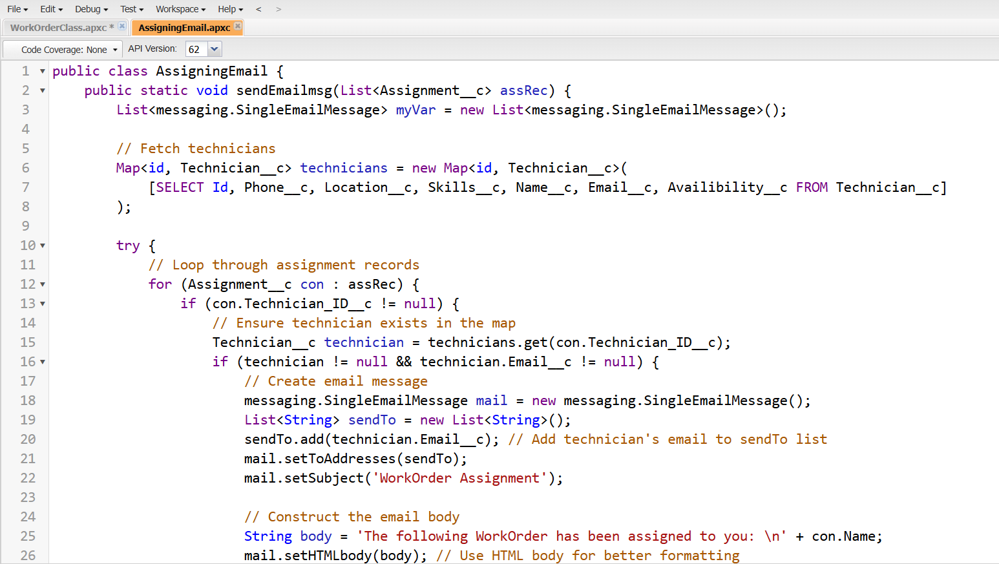 File Edit Debug Test Workspace Help < >
WorkOrderClass.apxc * AssigningEmail.apxc
Code Coverage: None API Version: 62
1 public class AssigningEmail {
2 public static void sendEmailmsg(List<Assignment__c> assRec) {
3 List<messaging.SingleEmailMessage> myVar = new List<messaging.SingleEmailMessage>();
4
5 // Fetch technicians
6 Map<id, Technician__c> technicians = new Map<id, Technician__c>(
7 [SELECT Id, Phone__c, Location__c, Skills__c, Name__c, Email__c, Availibility__c FROM Technician__c]
8 );
9
10 try {
11 // Loop through assignment records
12 for (Assignment__c con : assRec) {
13 if (con.Technician_ID__c != null) {
14 // Ensure technician exists in the map
15 Technician__c technician = technicians.get(con.Technician_ID__c);
16 if (technician != null && technician.Email__c != null) {
17 // Create email message
18 messaging.SingleEmailMessage mail = new messaging.SingleEmailMessage();
19 List<String> sendTo = new List<String>();
20 sendTo.add(technician.Email__c); // Add technician's email to sendTo list
21 mail.setToAddresses(sendTo);
22 mail.setSubject('WorkOrder Assignment');
23
24 // Construct the email body
25 String body = 'The following WorkOrder has been assigned to you: \n' + con.Name;
26 mail.setHTMLbody(body); // Use HTML body for better formatting